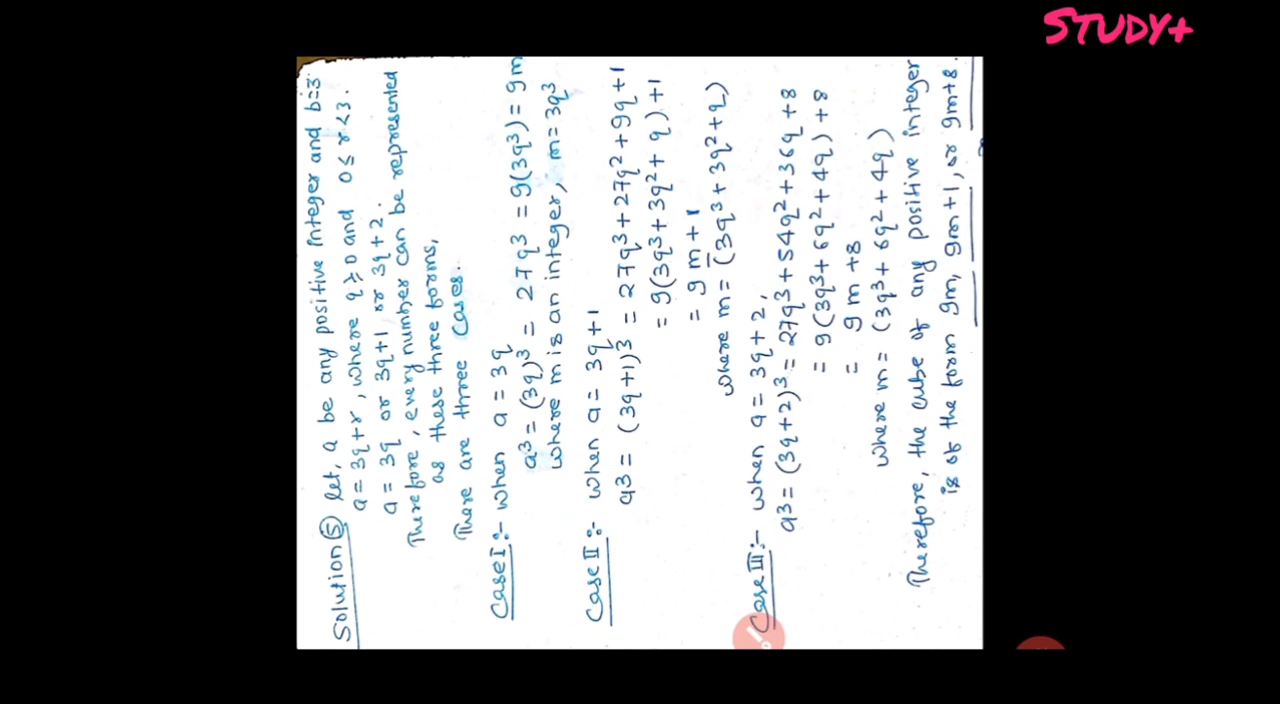 STUDY+
Solution ⑤ let, a be any positive integer and b=3
a = 3q+r, where q ≥ 0 and 0 ≤ r < 3.
a = 3q or 3q+1 or 3q+2.
Therefore, every number can be represented
as these three forms,
There are three cases.
Case I :- when a = 3q
a³ = (3q)³ = 27q³ = 9(3q³) = 9m
where m is an integer, m = 3q³
Case II :- when a = 3q+1
a3 = (3q+1)³ = 27q³+27q²+9q+1
= 9(3q³+3q²+q)+1
= 9m+1
where m = (3q³+3q²+q)
Case III :- when a = 3q+2,
a3 = (3q+2)³ = 27q3+54q²+36q+8
= 9(3q³+6q²+4q)+8
= 9m+8
where m = (3q³+6q²+4q)
Therefore, the cube of any positive integer
is of the form 9m, 9m+1, or 9m+8.